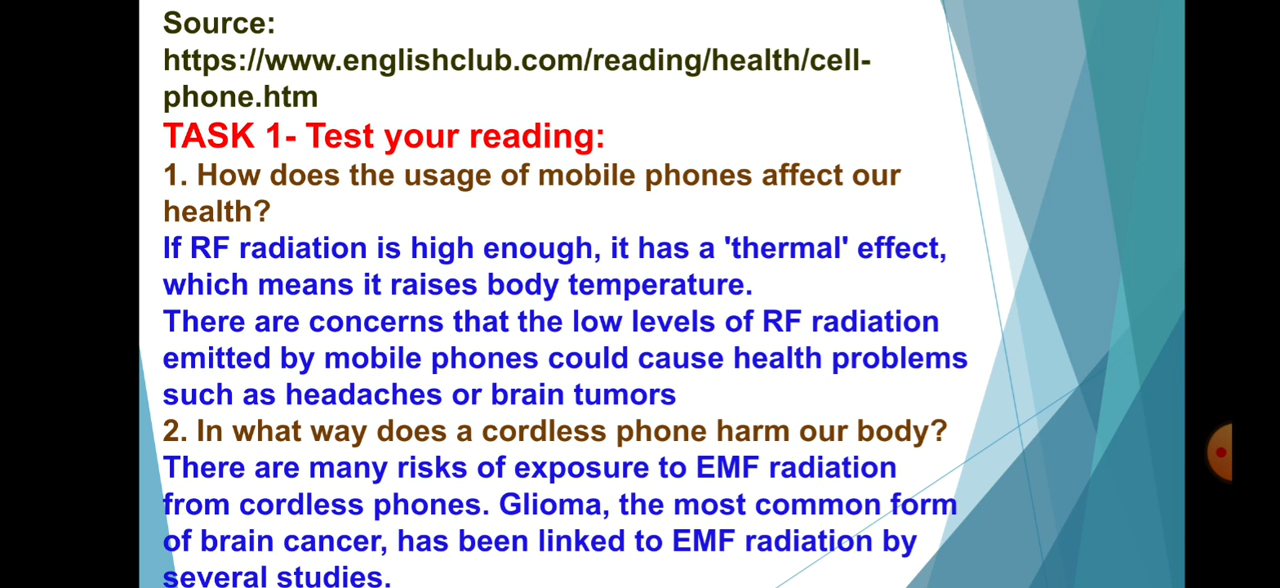 Source:
https://www.englishclub.com/reading/health/cell-
phone.htm
TASK 1- Test your reading:
1. How does the usage of mobile phones affect our
health?
If RF radiation is high enough, it has a 'thermal' effect,
which means it raises body temperature.
There are concerns that the low levels of RF radiation
emitted by mobile phones could cause health problems
such as headaches or brain tumors
2. In what way does a cordless phone harm our body?
There are many risks of exposure to EMF radiation
from cordless phones. Glioma, the most common form
of brain cancer, has been linked to EMF radiation by
several studies.